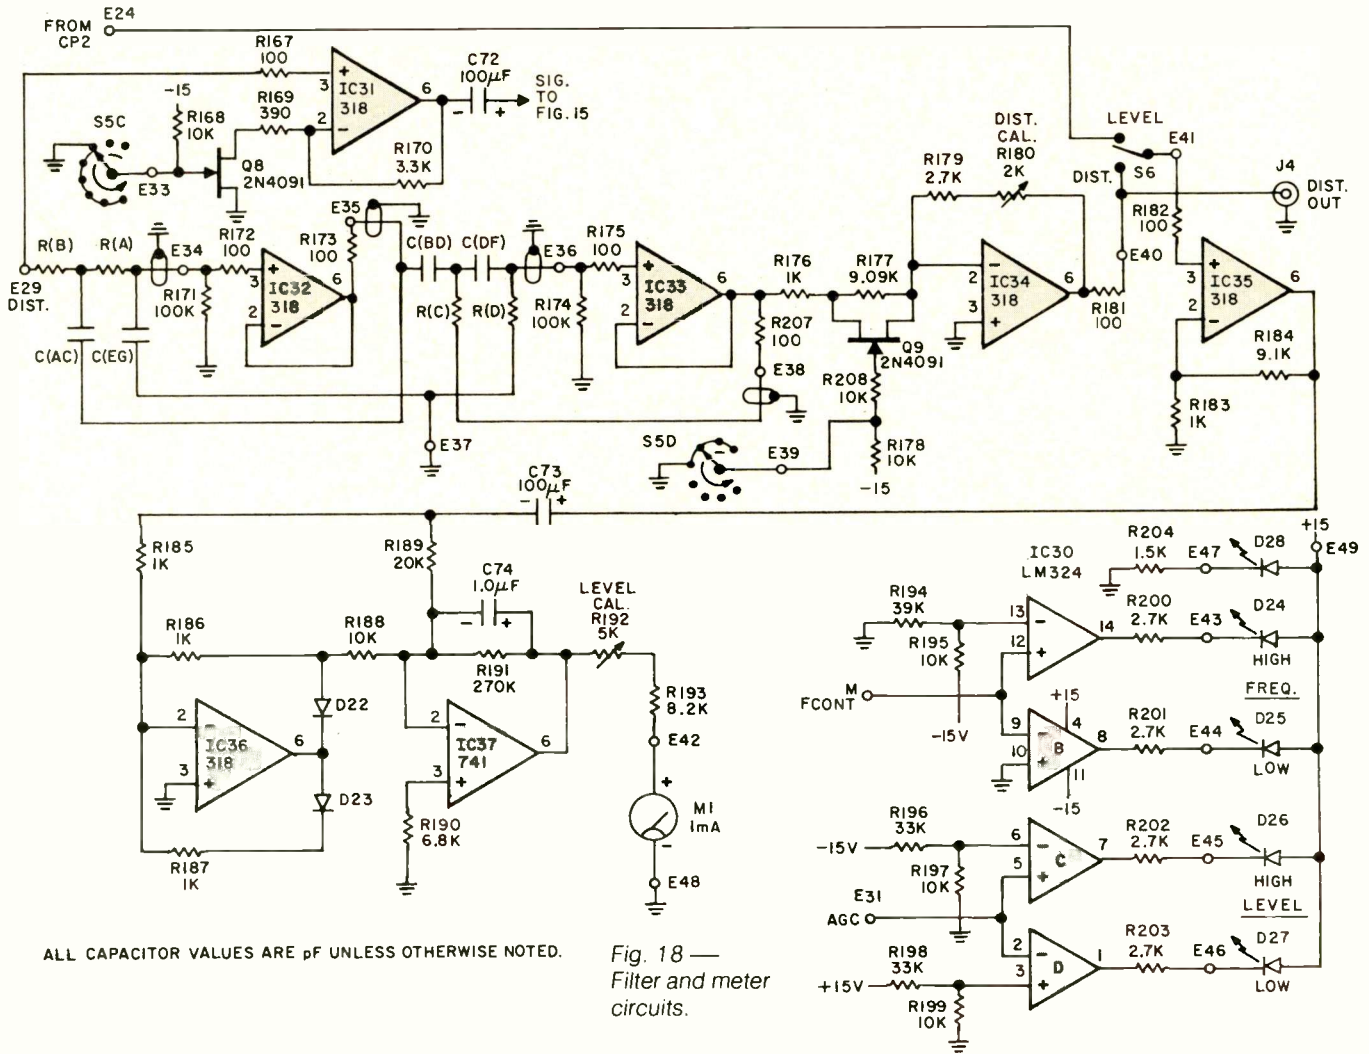 FROM
CP2
E24
R167
100
C72
100µF
SIG.
TO
FIG. 15
3
+
IC31
318
6
2
−
- +
-15
R168
10K
R169
390
R170
3.3K
S5C
E33
Q8
2N4091
LEVEL
DIST.
CAL.
R180
2K
R179
2.7K
E41
S6
DIST.
J4
DIST.
OUT
R182
100
E40
E29
DIST.
R(B)
R(A)
E34
R172
100
R171
100K
C(AC)
C(EG)
3
+
IC32
318
6
2
−
R173
100
E35
C(BD)
C(DF)
E36
R175
100
R(C)
R(D)
R174
100K
3
+
IC33
318
6
2
−
R176
1K
R177
9.09K
R207
100
E38
Q9
2N4091
R208
10K
R178
10K
-15
S5D
E39
E37
2
−
IC34
318
6
3
+
R181
100
3
+
IC35
318
6
2
−
R184
9.1K
R183
1K
C73
100µF
- +
R185
1K
R186
1K
R187
1K
R188
10K
R189
20K
C74
1.0µF
- +
R191
270K
LEVEL
CAL.
R192
5K
R193
8.2K
E42
+
M1
1mA
−
E48
2
−
IC36
318
6
3
+
D22
D23
2
−
IC37
741
6
3
+
R190
6.8K
IC30
LM324
R204
1.5K
E47
D28
+15
E49
R194
39K
R195
10K
-15V
13
−
14
12
+
R200
2.7K
E43
D24
HIGH
M
FCONT
FREQ.
9
−
10
+
B
+15
4
8
11
-15
R201
2.7K
E44
D25
LOW
R196
33K
-15V
R197
10K
6
−
5
+
C
7
R202
2.7K
E45
D26
HIGH
E31
AGC
LEVEL
2
−
3
+
D
1
R203
2.7K
E46
D27
LOW
R198
33K
+15V
R199
10K
ALL CAPACITOR VALUES ARE pF UNLESS OTHERWISE NOTED.
Fig. 18 —
Filter and meter
circuits.